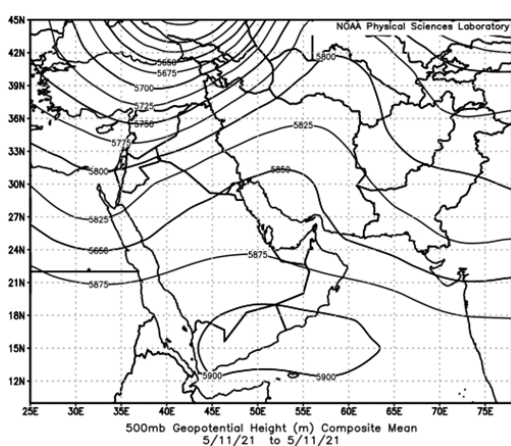 NOAA Physical Sciences Laboratory
45N
42N
39N
36N
33N
30N
27N
24N
21N
18N
15N
12N
5650
5800
5675
5700
5725
5750
5825
5775
5800
5850
5825
5850
5875
5875
5900
5900
25E 30E 35E 40E 45E 50E 55E 60E 65E 70E 75E
500mb Geopotential Height (m) Composite Mean
5/11/21 to 5/11/21